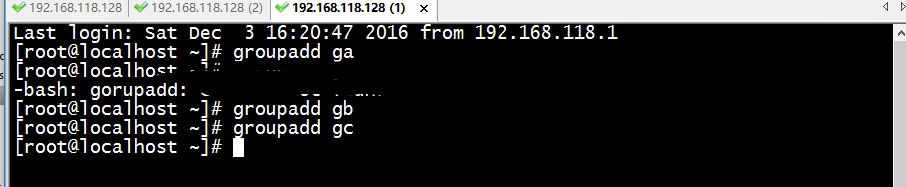 192.168.118.128
192.168.118.128 (2)
192.168.118.128 (1)
Last login: Sat Dec  3 16:20:47 2016 from 192.168.118.1
[root@localhost ~]# groupadd ga
[root@localhost ~]#
-bash: gorupadd:
[root@localhost ~]# groupadd gb
[root@localhost ~]# groupadd gc
[root@localhost ~]#